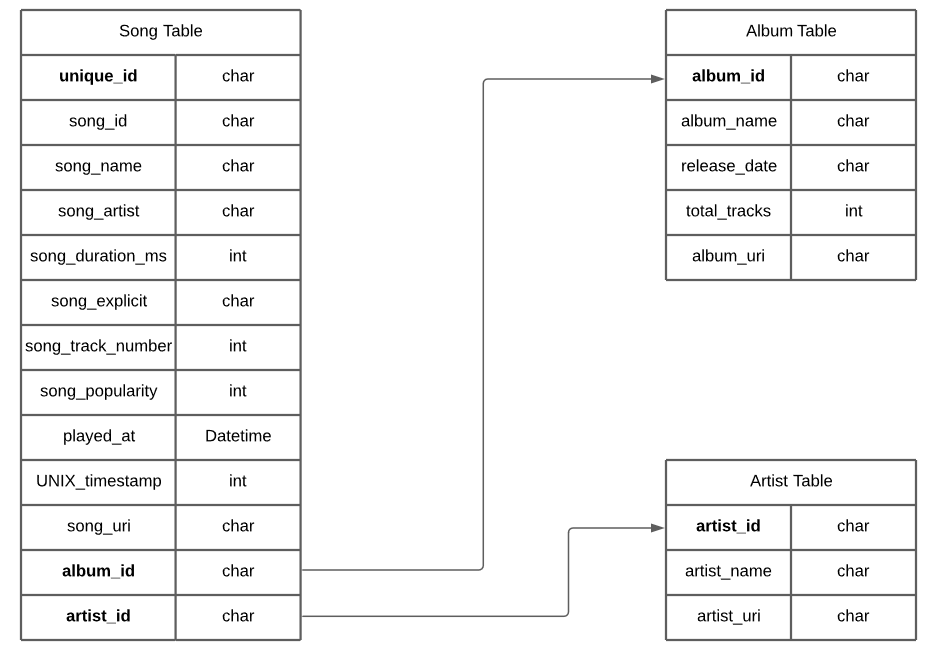 Song Table
unique_id char
song_id char
song_name char
song_artist char
song_duration_ms int
song_explicit char
song_track_number int
song_popularity int
played_at Datetime
UNIX_timestamp int
song_uri char
album_id char
artist_id char
Album Table
album_id char
album_name char
release_date char
total_tracks int
album_uri char
Artist Table
artist_id char
artist_name char
artist_uri char